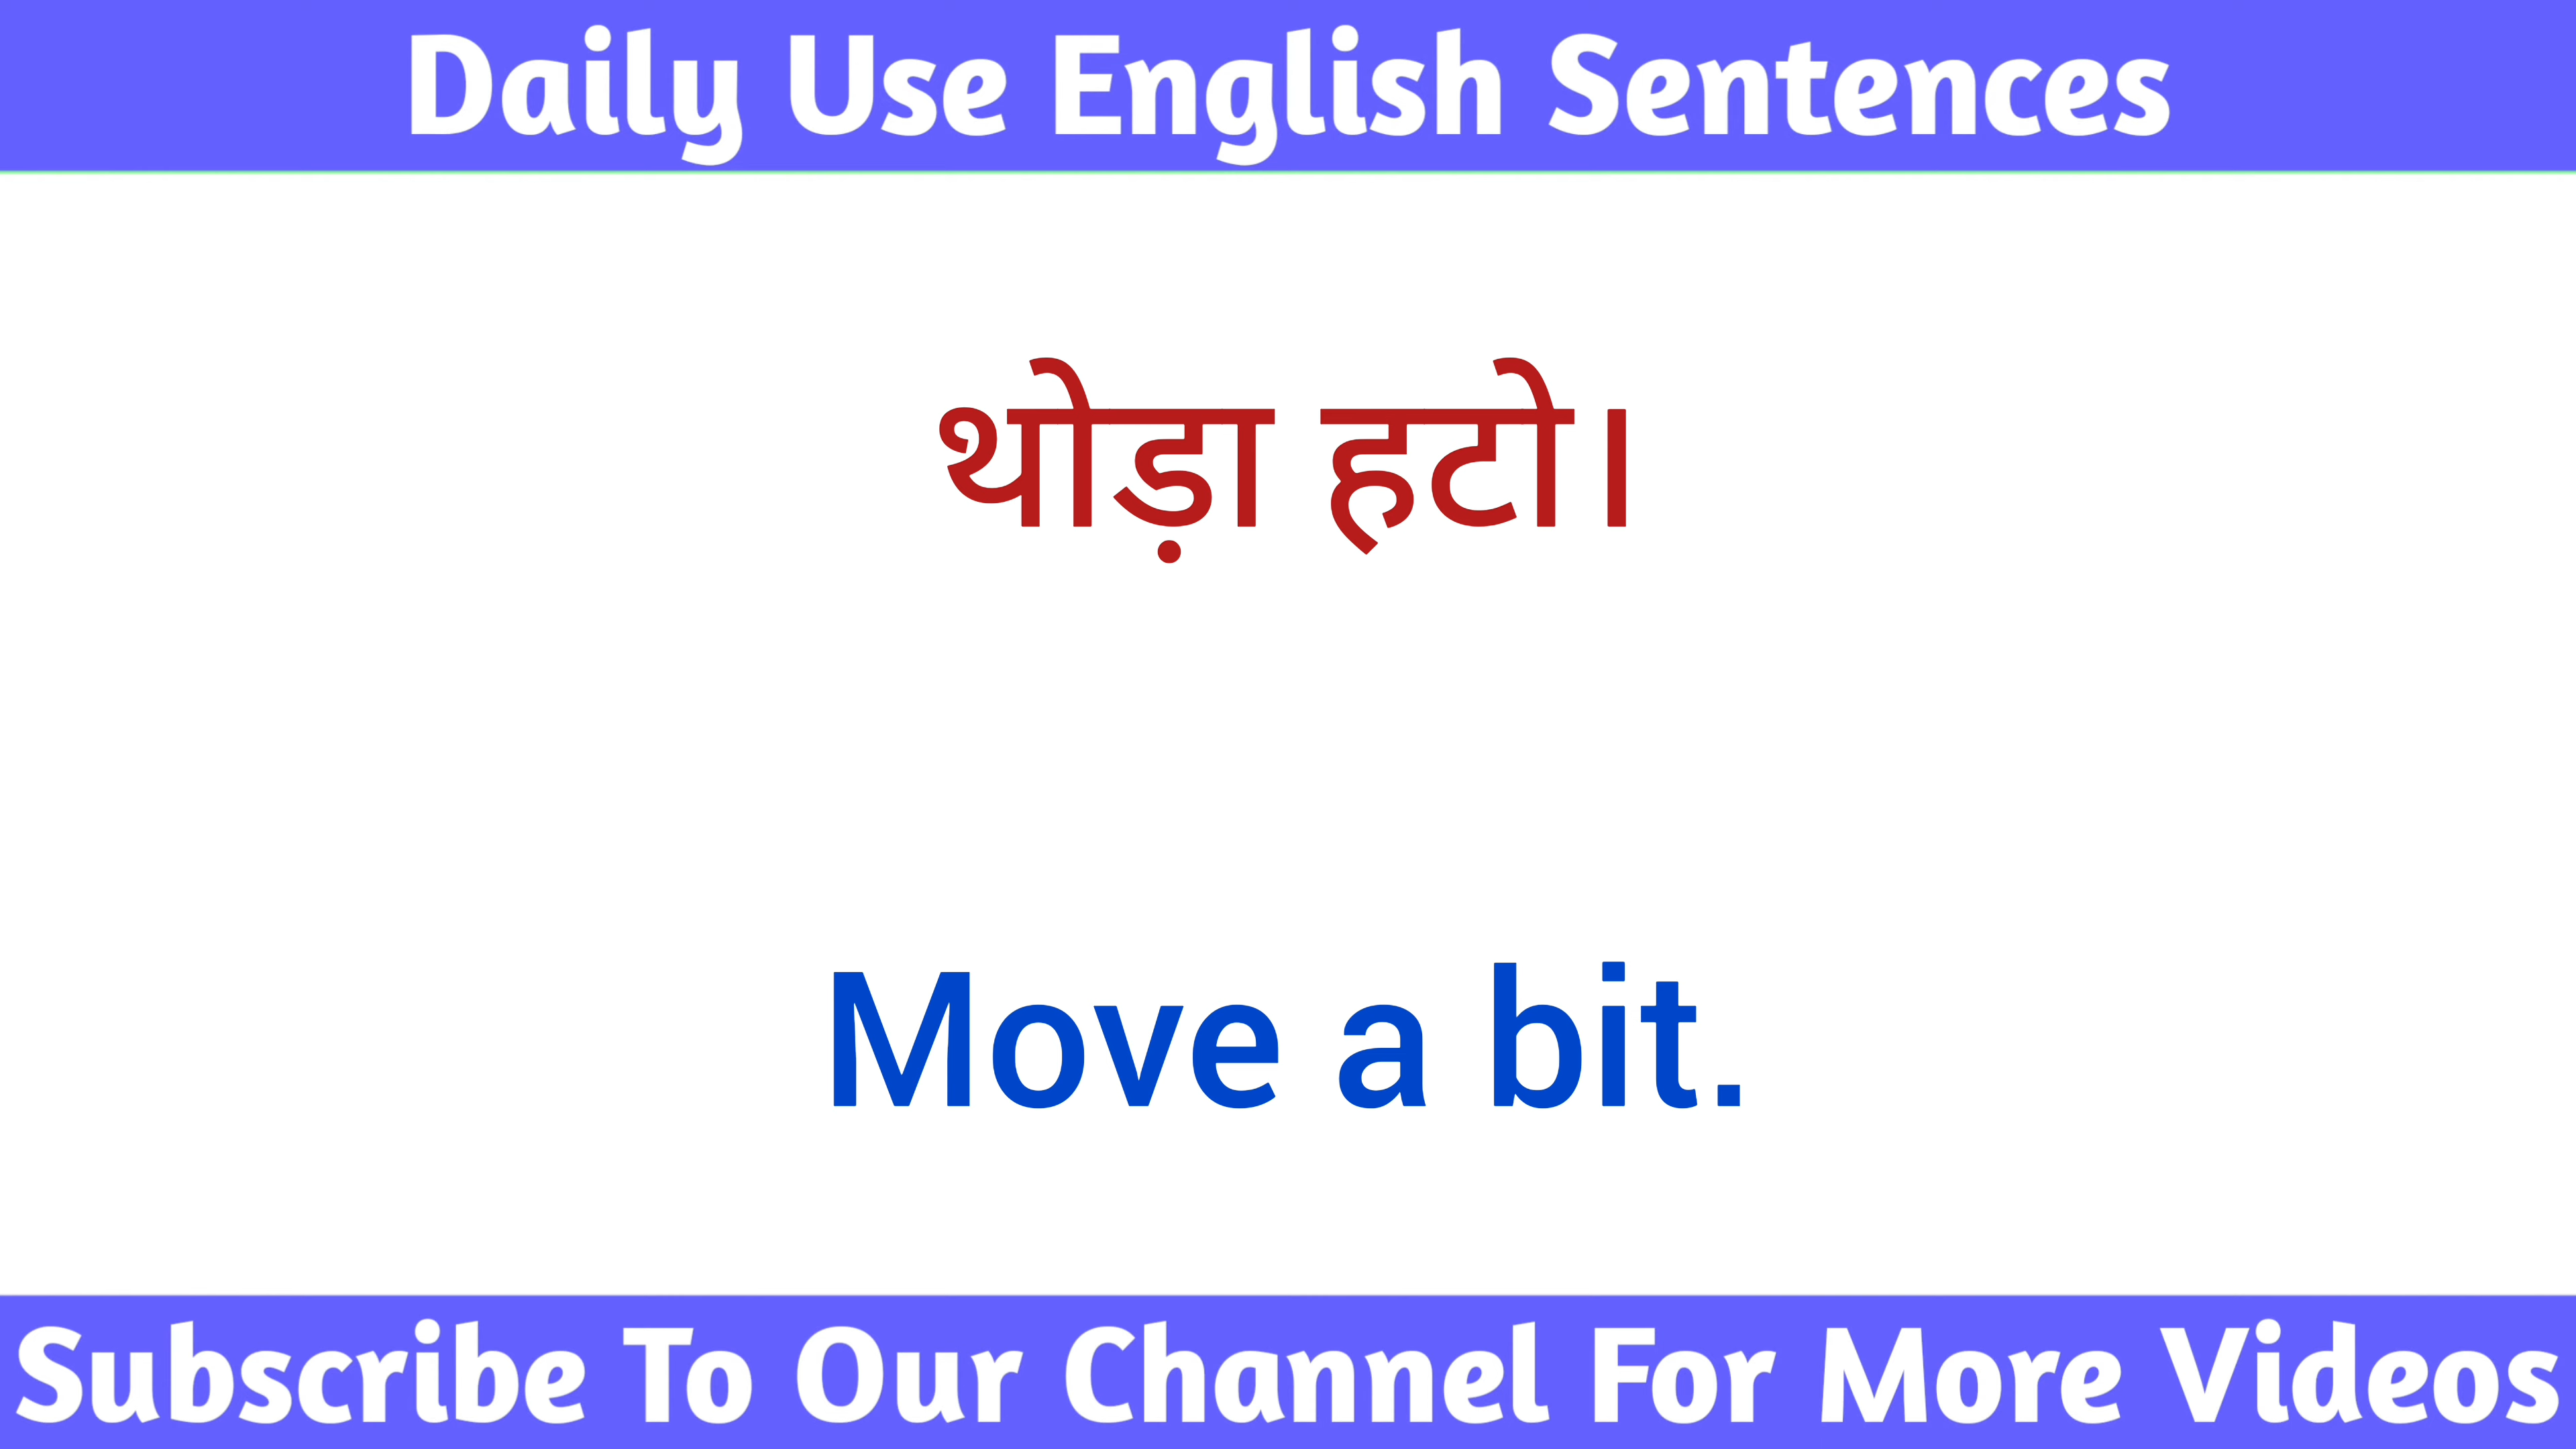 Daily Use English Sentences
थोड़ा हटो।
Move a bit.
Subscribe To Our Channel For More Videos